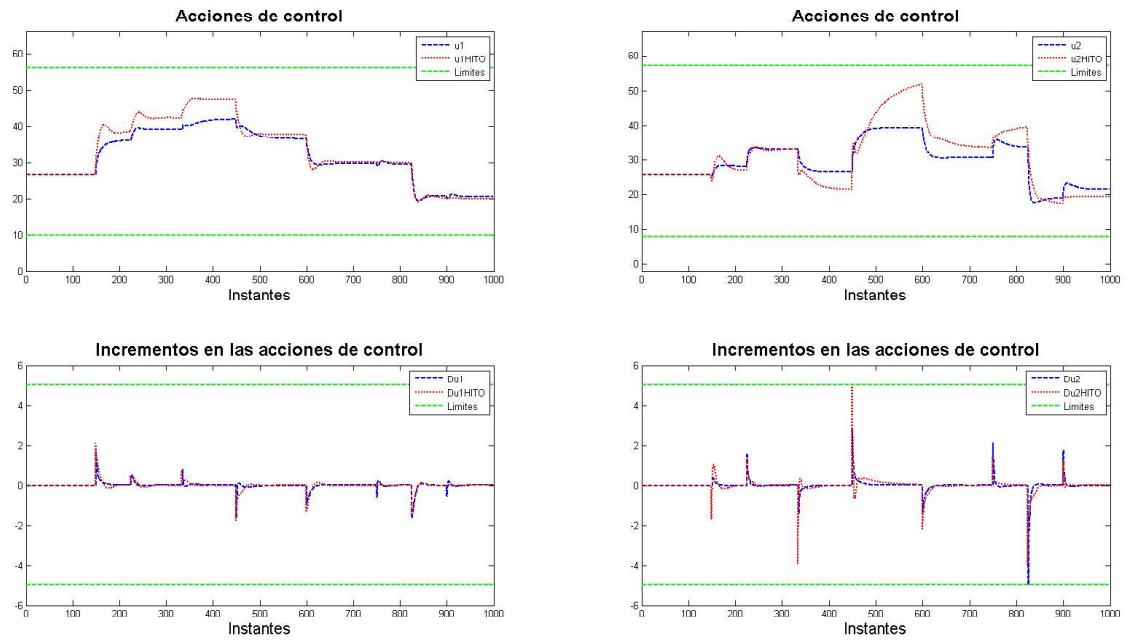 Acciones de control
60
50
40
30
20
10
0
u1
u1HITO
Limites
0 100 200 300 400 500 600 700 800 900 1000
Instantes
Acciones de control
60
50
40
30
20
10
0
u2
u2HITO
Limites
0 100 200 300 400 500 600 700 800 900 1000
Instantes
Incrementos en las acciones de control
6
4
2
0
-2
-4
-6
Du1
Du1HITO
Limites
0 100 200 300 400 500 600 700 800 900 1000
Instantes
Incrementos en las acciones de control
6
4
2
0
-2
-4
-6
Du2
Du2HITO
Limites
0 100 200 300 400 500 600 700 800 900 1000
Instantes